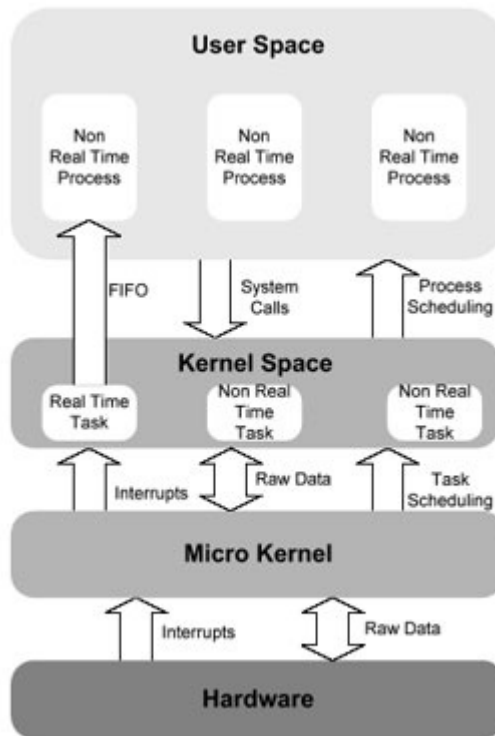 User Space
Non
Real Time
Process
Non
Real Time
Process
Non
Real Time
Process
FIFO
System
Calls
Process
Scheduling
Kernel Space
Real Time
Task
Non Real
Time
Task
Non Real
Time
Task
Interrupts
Raw Data
Task
Scheduling
Micro Kernel
Interrupts
Raw Data
Hardware